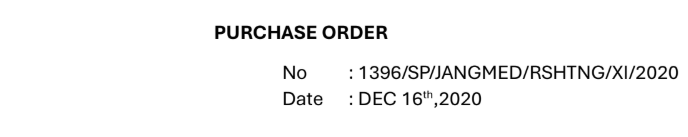 PURCHASE ORDER
No : 1396/SP/JANGMED/RSHTNG/XI/2020
Date : DEC 16th,2020